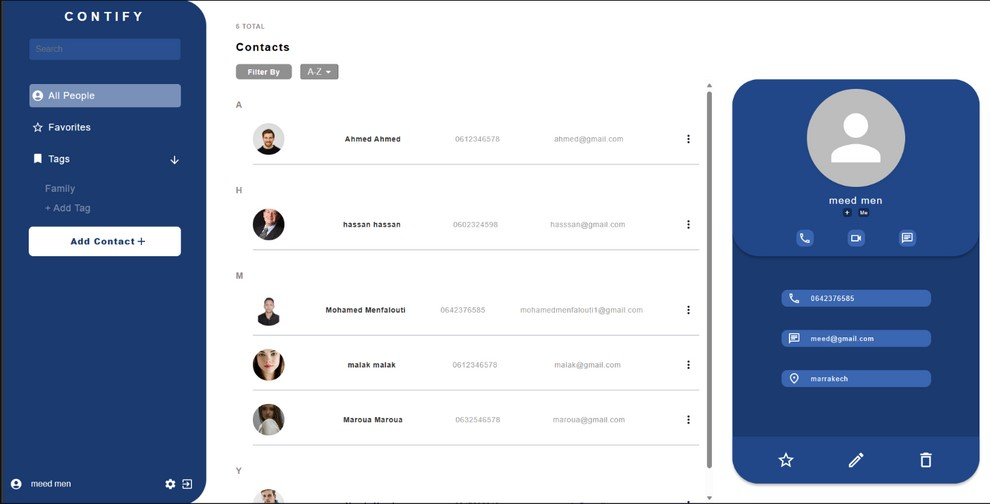 CONTIFY
Search
All People
Favorites
Tags
Family
+ Add Tag
Add Contact+
meed men
6 TOTAL
Contacts
Filter By
A-Z
A
Ahmed Ahmed 0612346578 ahmed@gmail.com
H
hassan hassan 0602324598 hasssan@gmail.com
M
Mohamed Menfalouti 0642376585 mohamedmenfalouti1@gmail.com
malak malak 0612346578 malak@gmail.com
Maroua Maroua 0632546578 maroua@gmail.com
Y
meed men
+ Me
0642376585
meed@gmail.com
marrakech